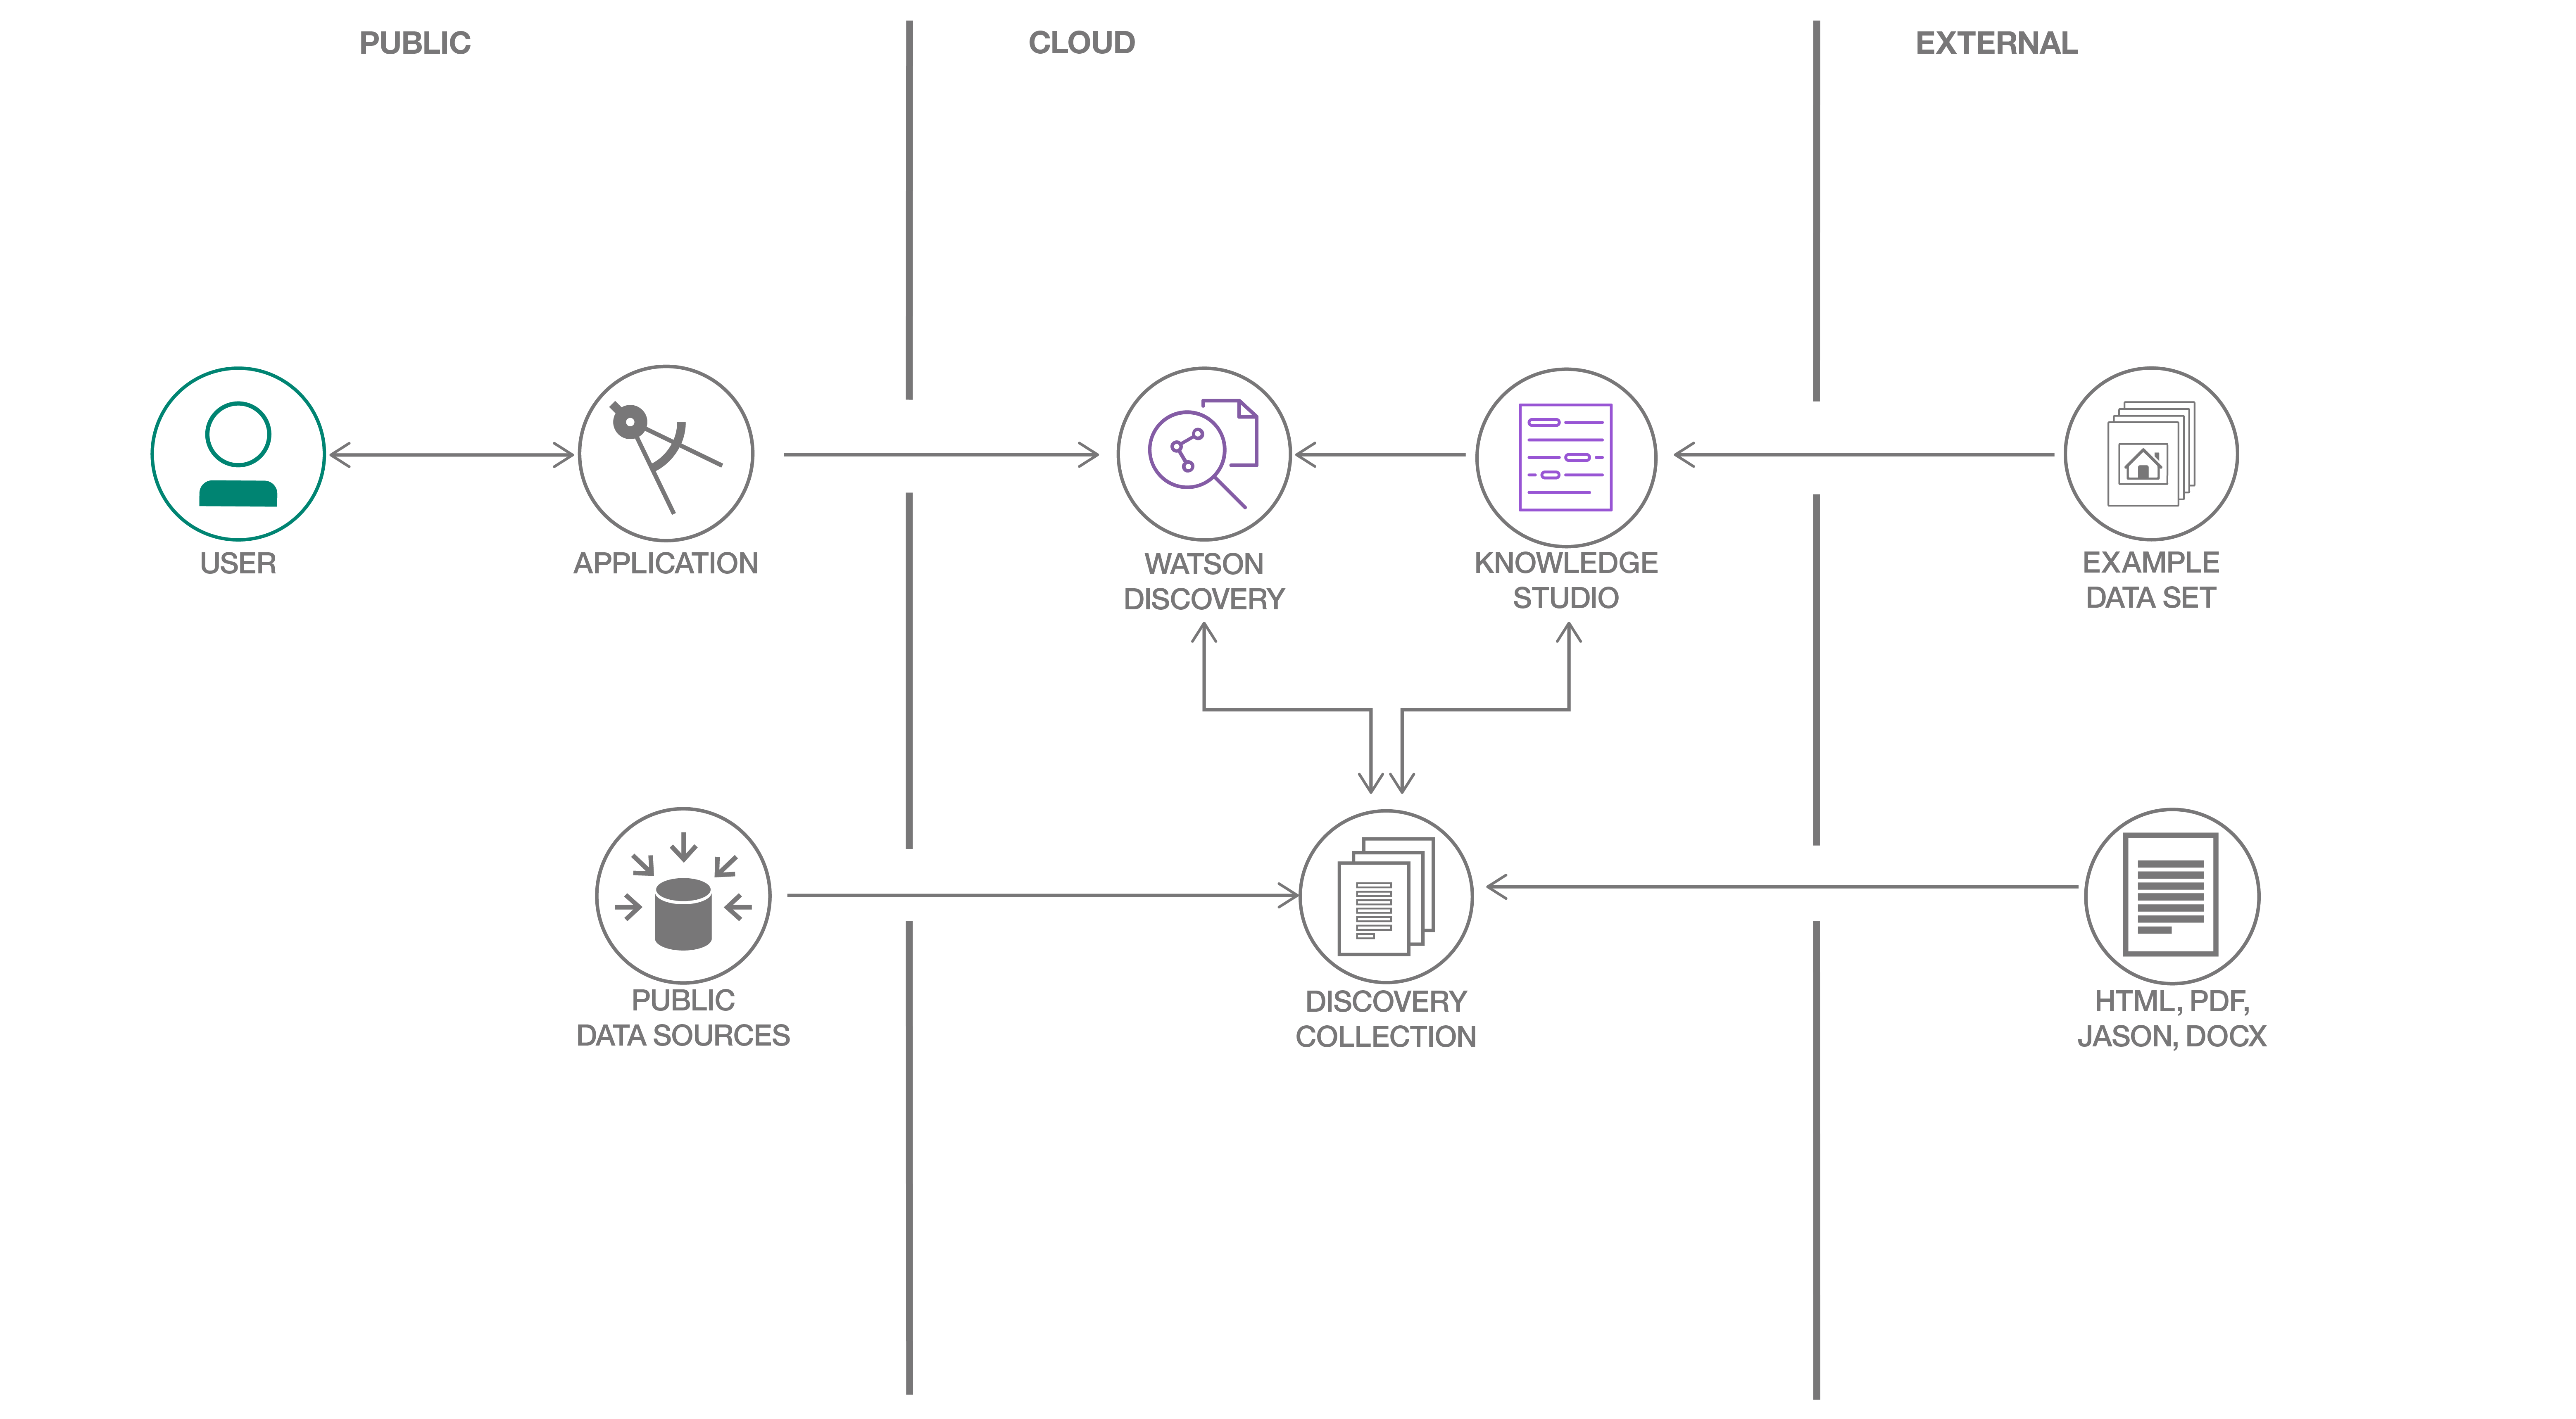 PUBLIC
CLOUD
EXTERNAL
USER
APPLICATION
WATSON
DISCOVERY
KNOWLEDGE
STUDIO
EXAMPLE
DATA SET
PUBLIC
DATA SOURCES
DISCOVERY
COLLECTION
HTML, PDF,
JASON, DOCX